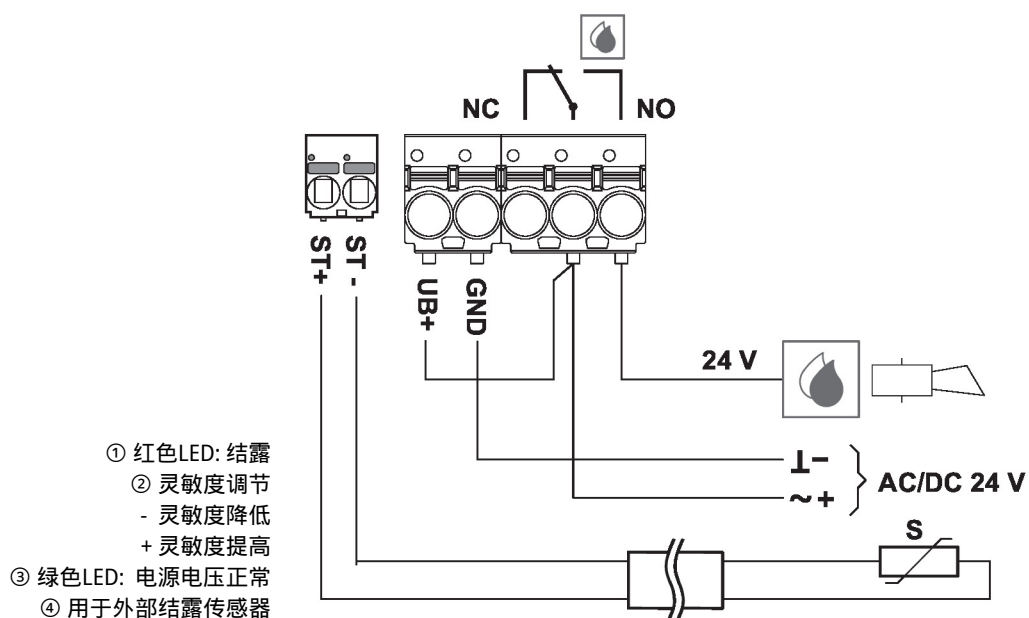 NC
NO
ST+
ST -
UB+
GND
24 V
⊥-
~+
AC/DC 24 V
S
① 红色LED: 结露
② 灵敏度调节
- 灵敏度降低
+ 灵敏度提高
③ 绿色LED: 电源电压正常
④ 用于外部结露传感器